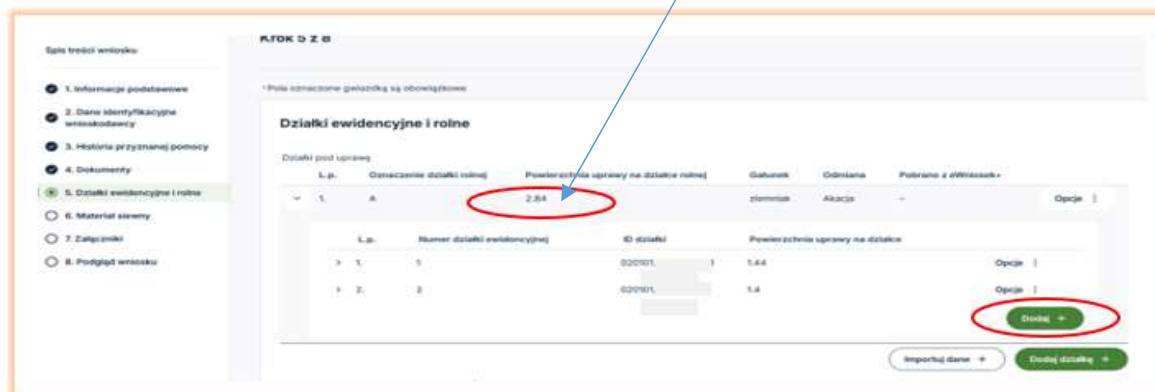 Spis treści wniosku
1. Informacje podstawowe
2. Dane identyfikacyjne
wnioskodawcy
3. Historia przyznanej pomocy
4. Dokumenty
5. Działki ewidencyjne i rolne
6. Materiał siewny
7. Załączniki
8. Podgląd wniosku
Krok 5 z 8
*Pola oznaczone gwiazdką są obowiązkowe
Działki ewidencyjne i rolne
Działki pod uprawę
L.p. Oznaczenie działki rolnej Powierzchnia uprawy na działce rolnej Gatunek Odmiana Pobrano z eWniosek+
1. A 2.84 ziemniak Akacja - Opcje
L.p. Numer działki ewidencyjnej ID działki Powierzchnia uprawy na działce
1. 1 020101. 1 1.44 Opcje
2. 2 020101. 1.4 Opcje
Dodaj +
Importuj dane + Dodaj działkę +